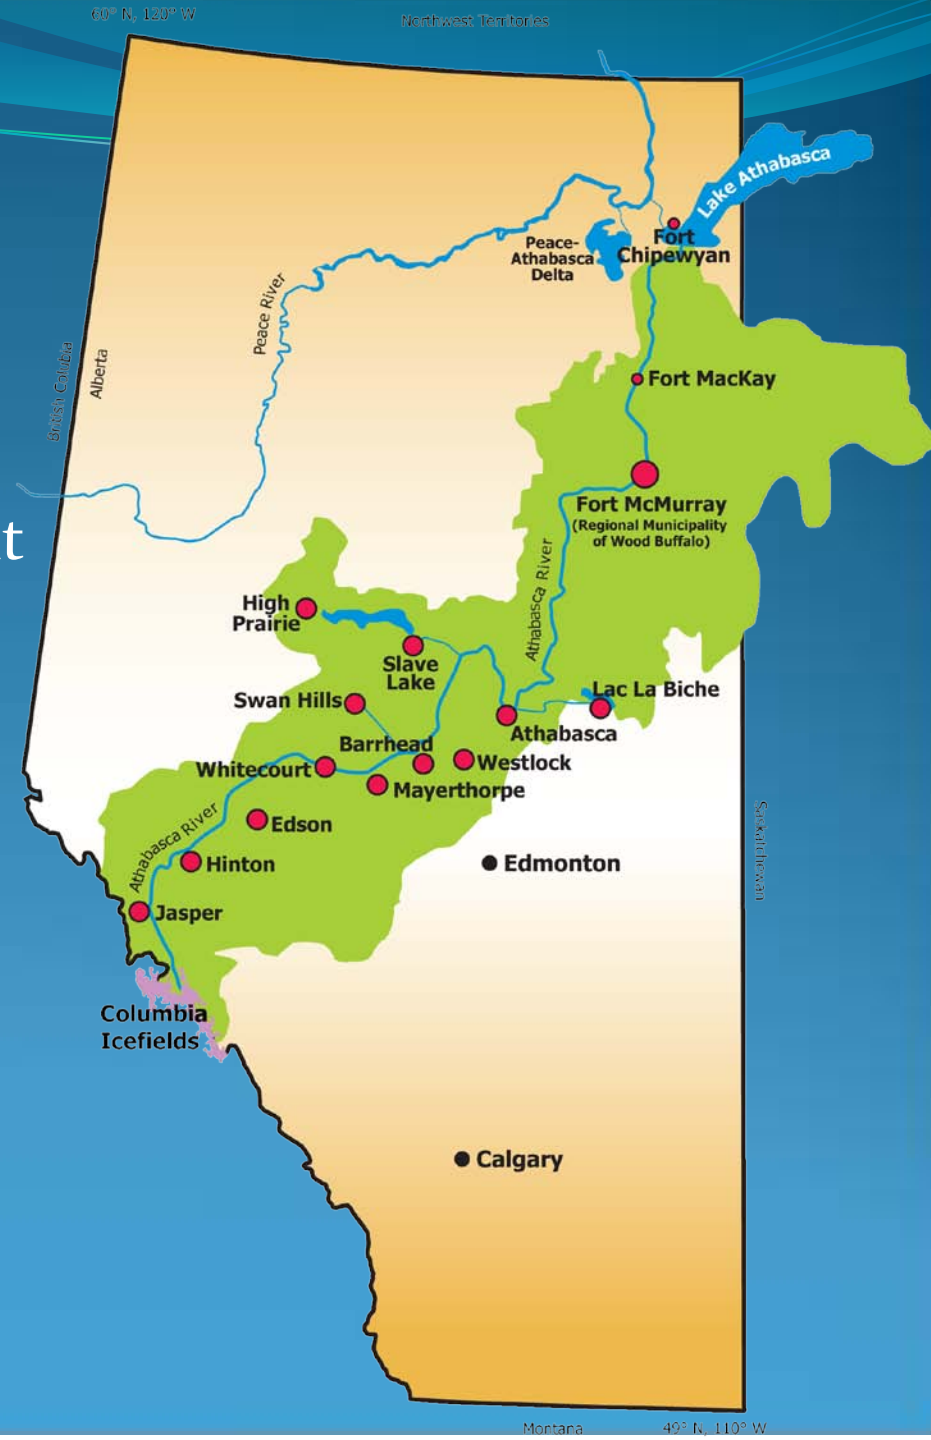 60° N, 120° W
Northwest Territories
Lake Athabasca
Fort
Chipewyan
Peace-
Athabasca
Delta
Peace River
British Colubia
Alberta
Fort MacKay
Fort McMurray
(Regional Municipality
of Wood Buffalo)
t
Athabasca River
High
Prairie
Slave
Lake
Lac La Biche
Swan Hills
Athabasca
Barrhead
Westlock
Whitecourt
Mayerthorpe
Athabasca River
Edson
Saskatchewan
Hinton
Edmonton
Jasper
Columbia
Icefields
Calgary
Montana
49° N, 110° W